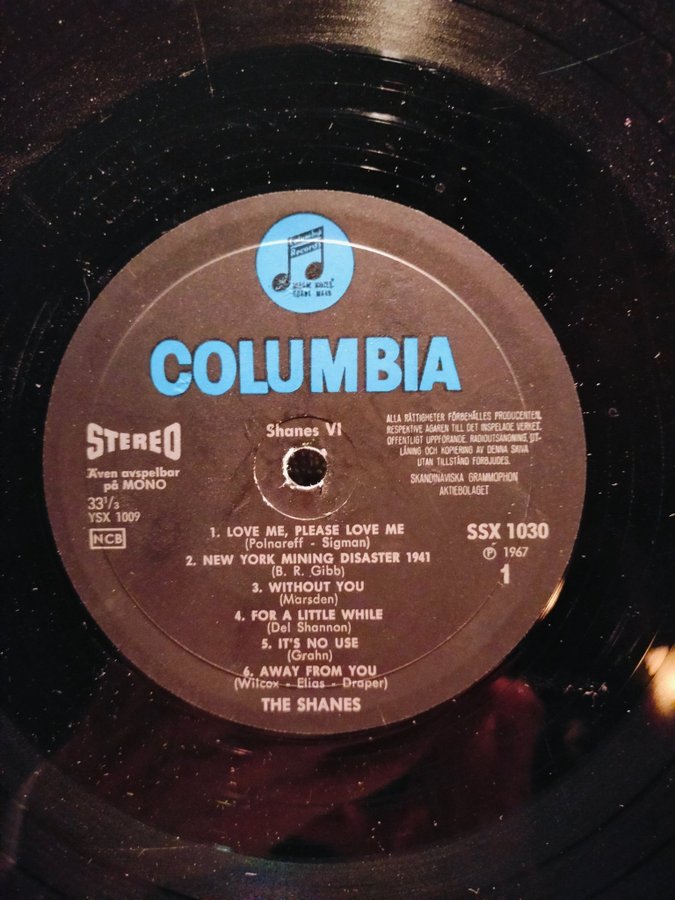 Columbia
Records
COLUMBIA
STEREO
Även avspelbar
på MONO
33¹/₃
YSX 1009
NCB
Shanes VI
ALLA RÄTTIGHETER FÖRBEHÅLLES PRODUCENTEN
RESPEKTIVE ÄGAREN TILL DET INSPELADE VERKET.
OFFENTLIGT UPPFÖRANDE, RADIOUTSÄNDNING, UT-
LÅNING OCH KOPIERING AV DENNA SKIVA
UTAN TILLSTÅND FÖRBJUDES.
SKANDINAVISKA GRAMMOPHON
AKTIEBOLAGET
SSX 1030
Ⓟ 1967
1
1. LOVE ME, PLEASE LOVE ME
(Polnareff - Sigman)
2. NEW YORK MINING DISASTER 1941
(B. R. Gibb)
3. WITHOUT YOU
(Marsden)
4. FOR A LITTLE WHILE
(Del Shannon)
5. IT'S NO USE
(Grahn)
6. AWAY FROM YOU
(Wilcox - Elias - Draper)
THE SHANES